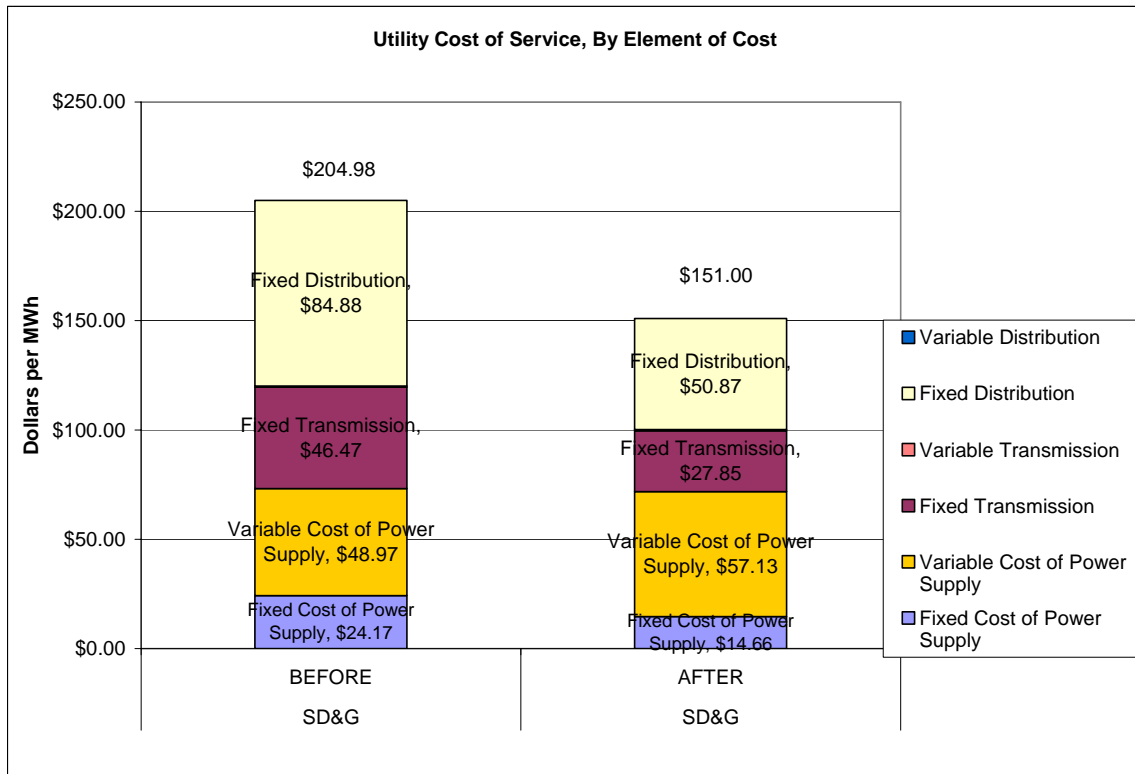 Utility Cost of Service, By Element of Cost
$250.00
$200.00
$150.00
$100.00
$50.00
$0.00
Dollars per MWh
$204.98
Fixed Distribution,
$84.88
Fixed Transmission,
$46.47
Variable Cost of Power
Supply, $48.97
Fixed Cost of Power
Supply, $24.17
$151.00
Fixed Distribution,
$50.87
Fixed Transmission,
$27.85
Variable Cost of Power
Supply, $57.13
Fixed Cost of Power
Supply, $14.66
BEFORE
AFTER
SD&G
SD&G
Variable Distribution
Fixed Distribution
Variable Transmission
Fixed Transmission
Variable Cost of Power
Supply
Fixed Cost of Power
Supply